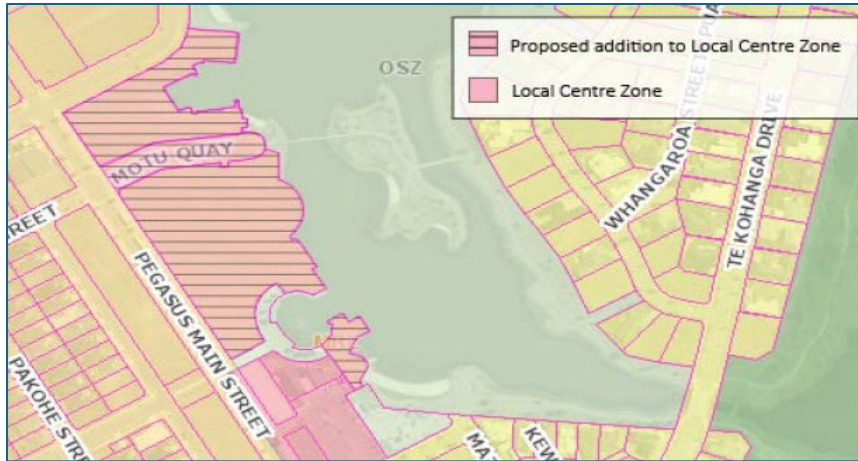 Proposed addition to Local Centre Zone
Local Centre Zone
OSZ
MOTU QUAY
STREET
PEGASUS MAIN STREET
PAKOHE STRE
WHANGAROA STREET
TE KOHANGA DRIVE
KEW